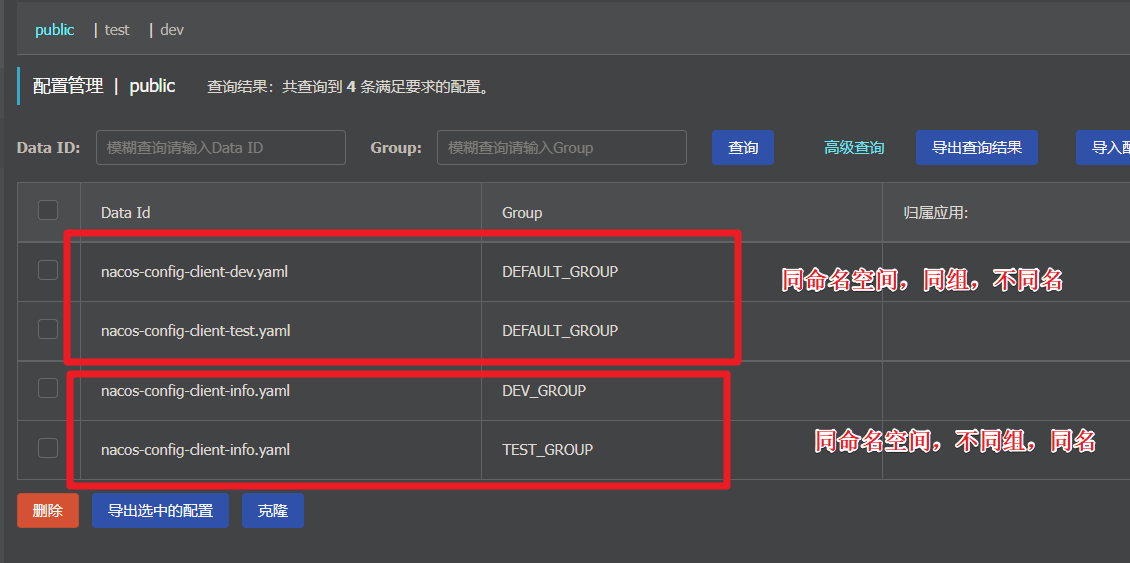 public | test | dev
配置管理 | public 查询结果：共查询到 4 条满足要求的配置。
Data ID: 模糊查询请输入Data ID Group: 模糊查询请输入Group 查询 高级查询 导出查询结果 导入配
Data Id Group 归属应用:
nacos-config-client-dev.yaml DEFAULT_GROUP 同命名空间，同组，不同名
nacos-config-client-test.yaml DEFAULT_GROUP
nacos-config-client-info.yaml DEV_GROUP
nacos-config-client-info.yaml TEST_GROUP 同命名空间，不同组，同名
删除 导出选中的配置 克隆